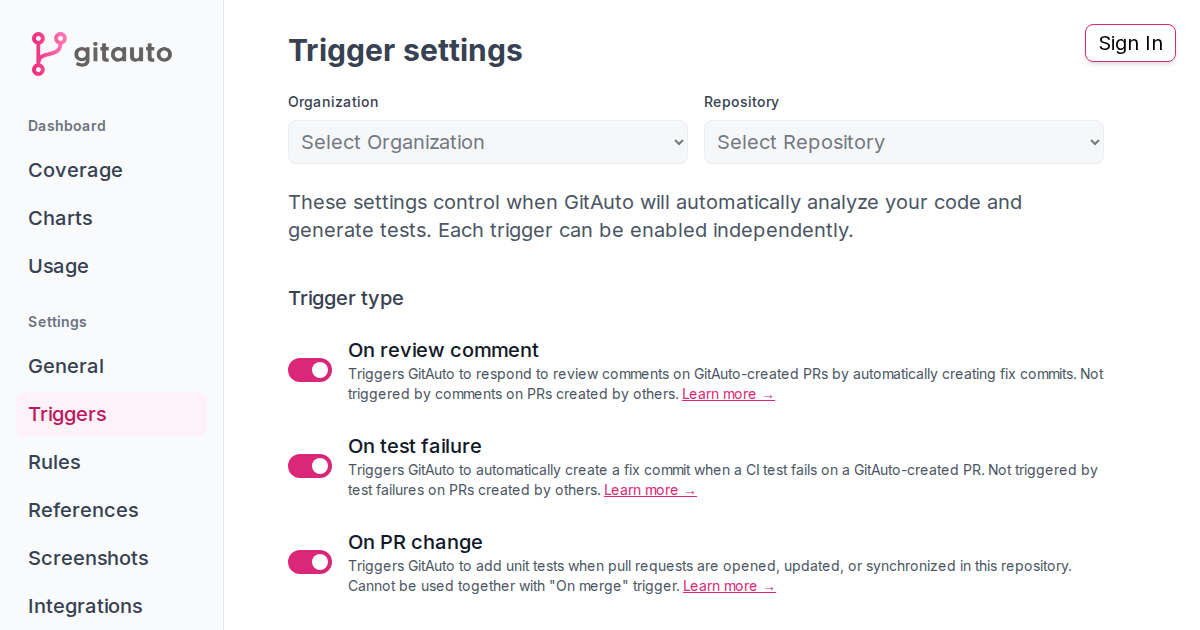 gitauto
Dashboard
Coverage
Charts
Usage
Settings
General
Triggers
Rules
References
Screenshots
Integrations
Sign In
Trigger settings
Organization
Select Organization
Repository
Select Repository
These settings control when GitAuto will automatically analyze your code and
generate tests. Each trigger can be enabled independently.
Trigger type
On review comment
Triggers GitAuto to respond to review comments on GitAuto-created PRs by automatically creating fix commits. Not
triggered by comments on PRs created by others. Learn more →
On test failure
Triggers GitAuto to automatically create a fix commit when a CI test fails on a GitAuto-created PR. Not triggered by
test failures on PRs created by others. Learn more →
On PR change
Triggers GitAuto to add unit tests when pull requests are opened, updated, or synchronized in this repository.
Cannot be used together with "On merge" trigger. Learn more →